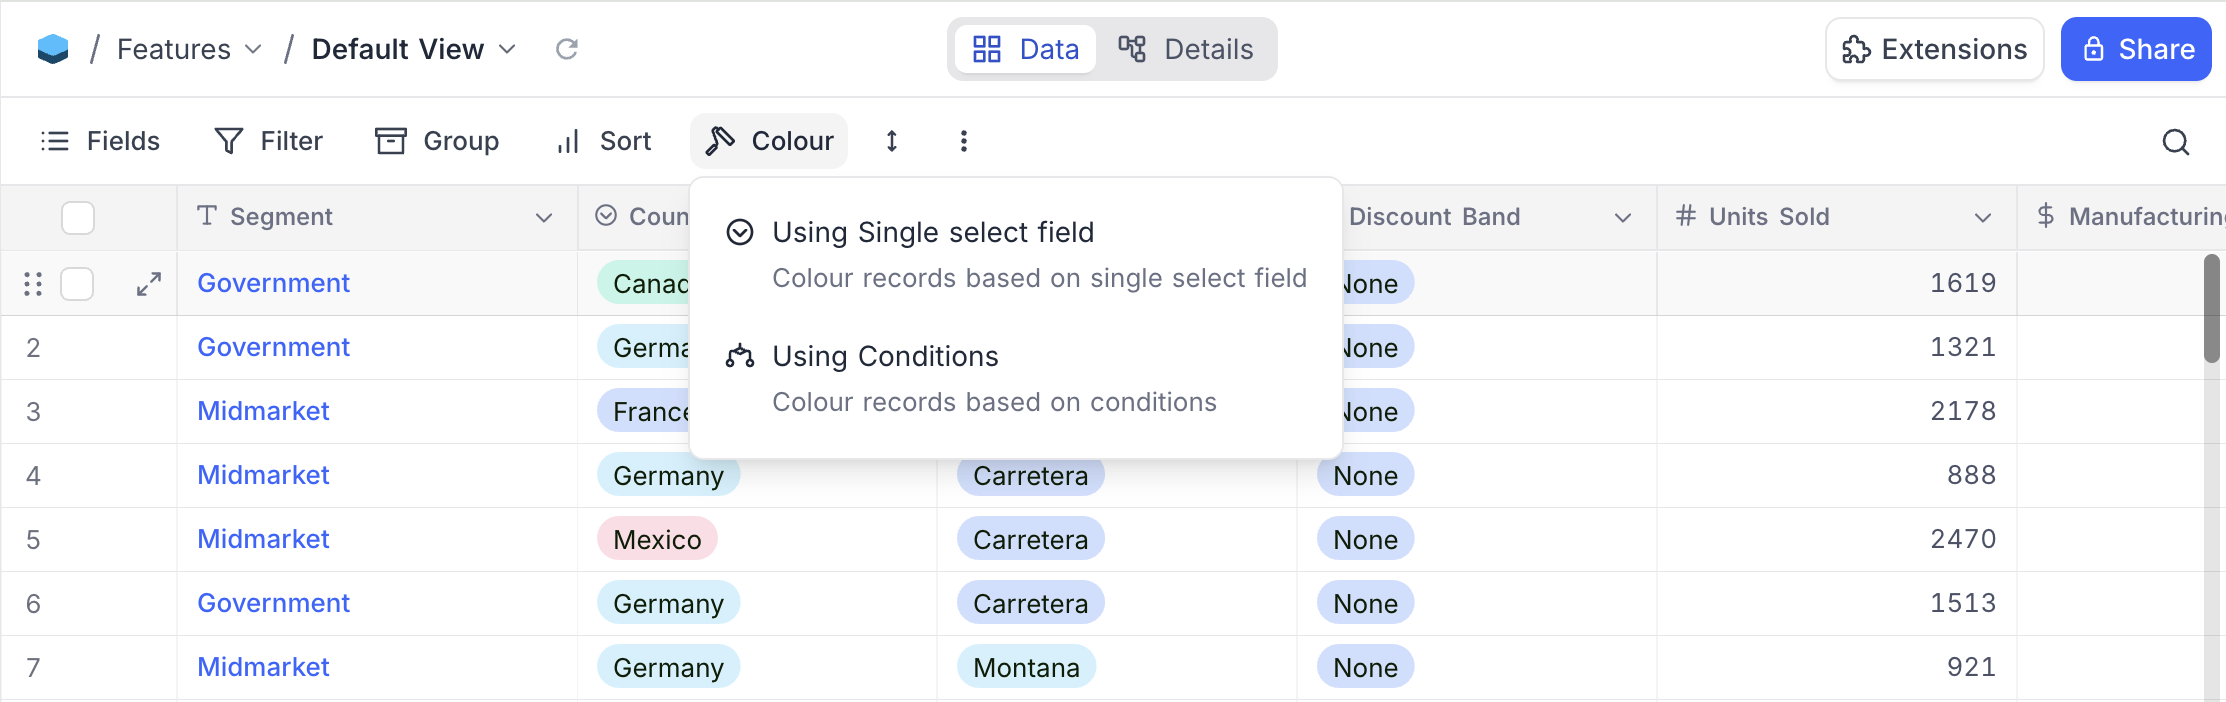 / Features / Default View
Data Details
Extensions Share
Fields Filter Group Sort Colour
Segment Coun Discount Band # Units Sold $ Manufacturin
Using Single select field
Colour records based on single select field
Using Conditions
Colour records based on conditions
Government Canad None 1619
2 Government Germa None 1321
3 Midmarket France None 2178
4 Midmarket Germany Carretera None 888
5 Midmarket Mexico Carretera None 2470
6 Government Germany Carretera None 1513
7 Midmarket Germany Montana None 921